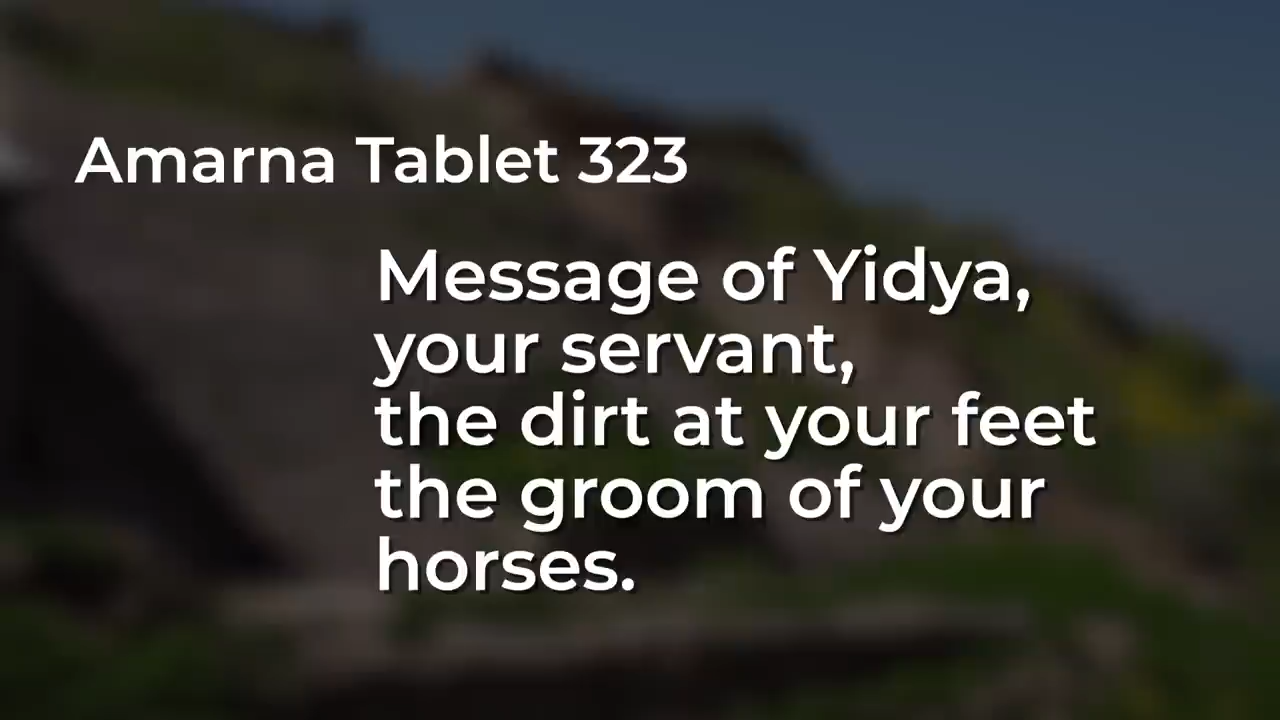 Amarna Tablet 323
Message of Yidya,
your servant,
the dirt at your feet
the groom of your
horses.